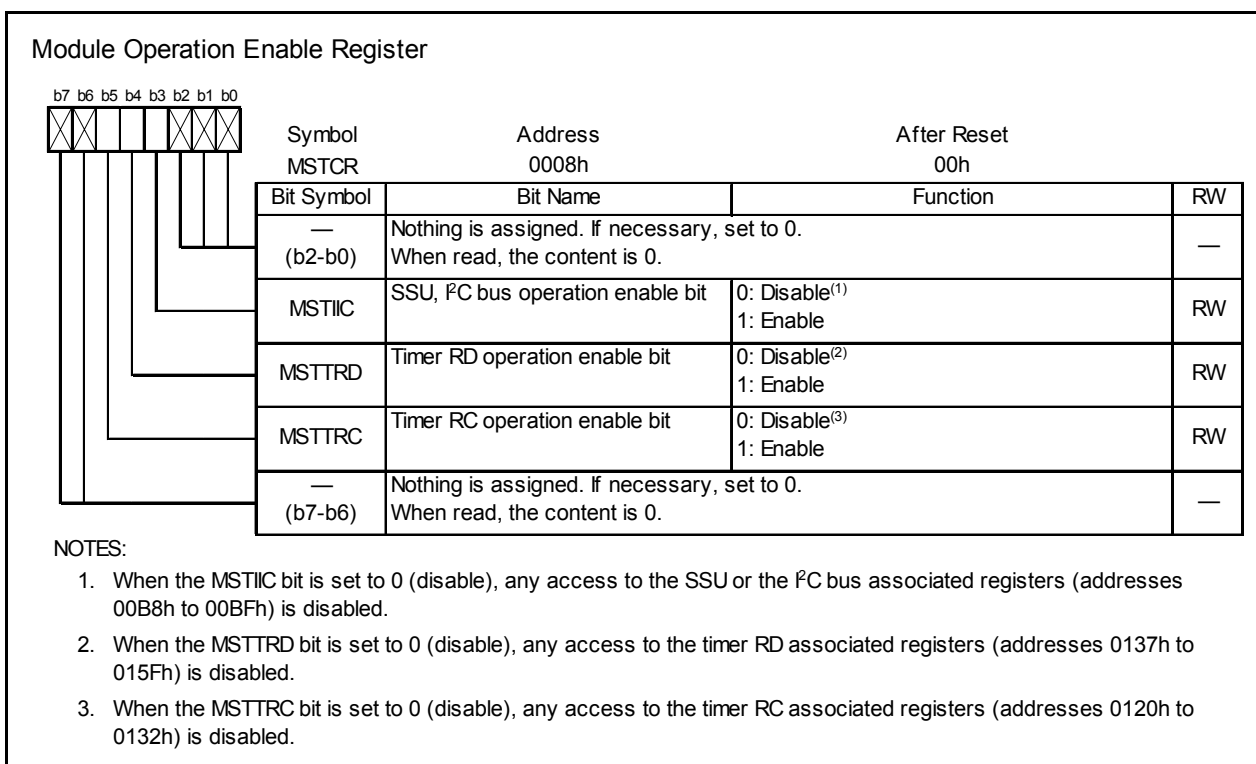 Module Operation Enable Register
b7 b6 b5 b4 b3 b2 b1 b0
Symbol Address After Reset
MSTCR 0008h 00h
Bit Symbol Bit Name Function RW
—
(b2-b0)
Nothing is assigned. If necessary, set to 0.
When read, the content is 0.
—
MSTIIC
SSU, I²C bus operation enable bit
0: Disable(1)
1: Enable
RW
MSTTRD
Timer RD operation enable bit
0: Disable(2)
1: Enable
RW
MSTTRC
Timer RC operation enable bit
0: Disable(3)
1: Enable
RW
—
(b7-b6)
Nothing is assigned. If necessary, set to 0.
When read, the content is 0.
—
NOTES:
1. When the MSTIIC bit is set to 0 (disable), any access to the SSU or the I²C bus associated registers (addresses
00B8h to 00BFh) is disabled.
2. When the MSTTRD bit is set to 0 (disable), any access to the timer RD associated registers (addresses 0137h to
015Fh) is disabled.
3. When the MSTTRC bit is set to 0 (disable), any access to the timer RC associated registers (addresses 0120h to
0132h) is disabled.